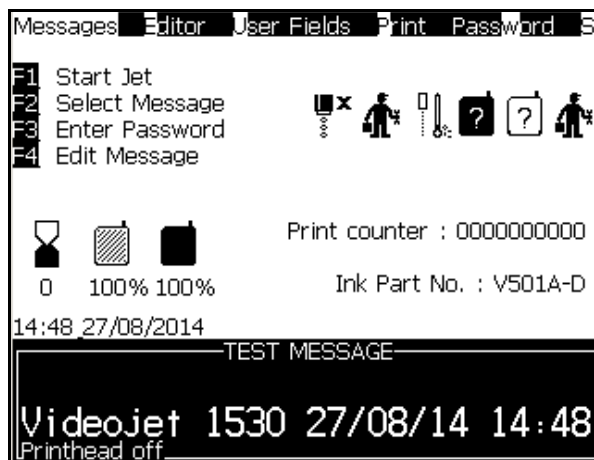 Messages Editor User Fields Print Password S
F1 Start Jet
F2 Select Message
F3 Enter Password
F4 Edit Message
x ? ?
Print counter : 0000000000
0 100% 100%
Ink Part No. : V501A-D
14:48 27/08/2014
TEST MESSAGE
Videojet 1530 27/08/14 14:48
Printhead off